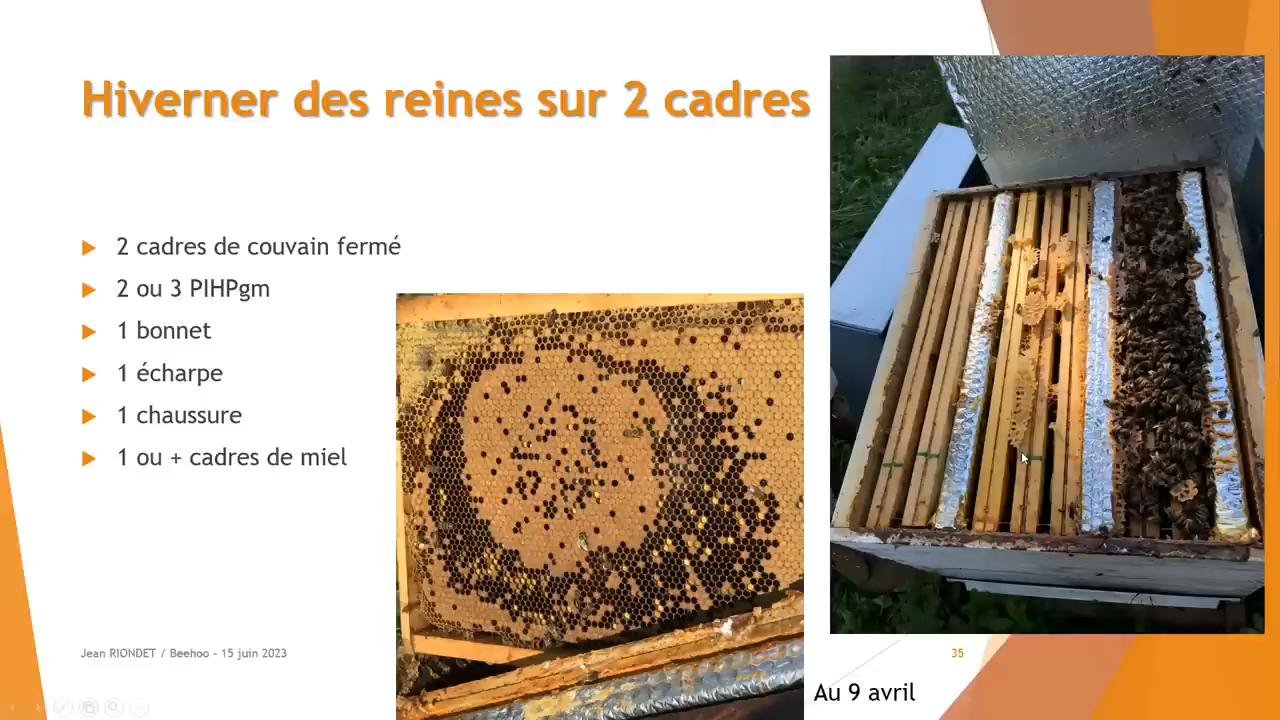 Hiverner des reines sur 2 cadres
2 cadres de couvain fermé
2 ou 3 PIHPgm
1 bonnet
1 écharpe
1 chaussure
1 ou + cadres de miel
Jean RIONDET / Beehoo - 15 juin 2023
35
Au 9 avril